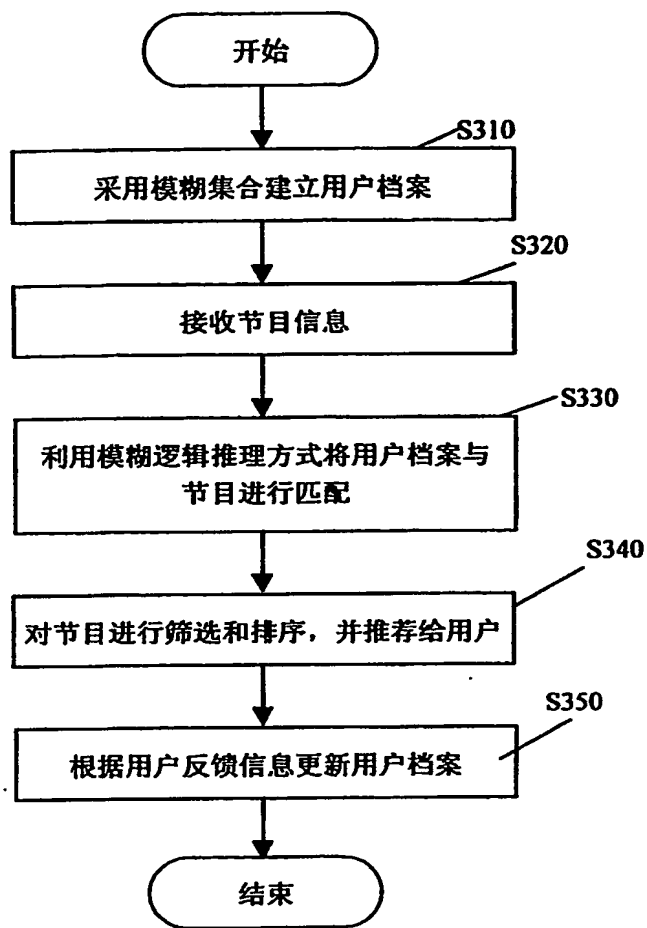 开始
S310
采用模糊集合建立用户档案
S320
接收节目信息
S330
利用模糊逻辑推理方式将用户档案与
节目进行匹配
S340
对节目进行筛选和排序，并推荐给用户
S350
根据用户反馈信息更新用户档案
结束